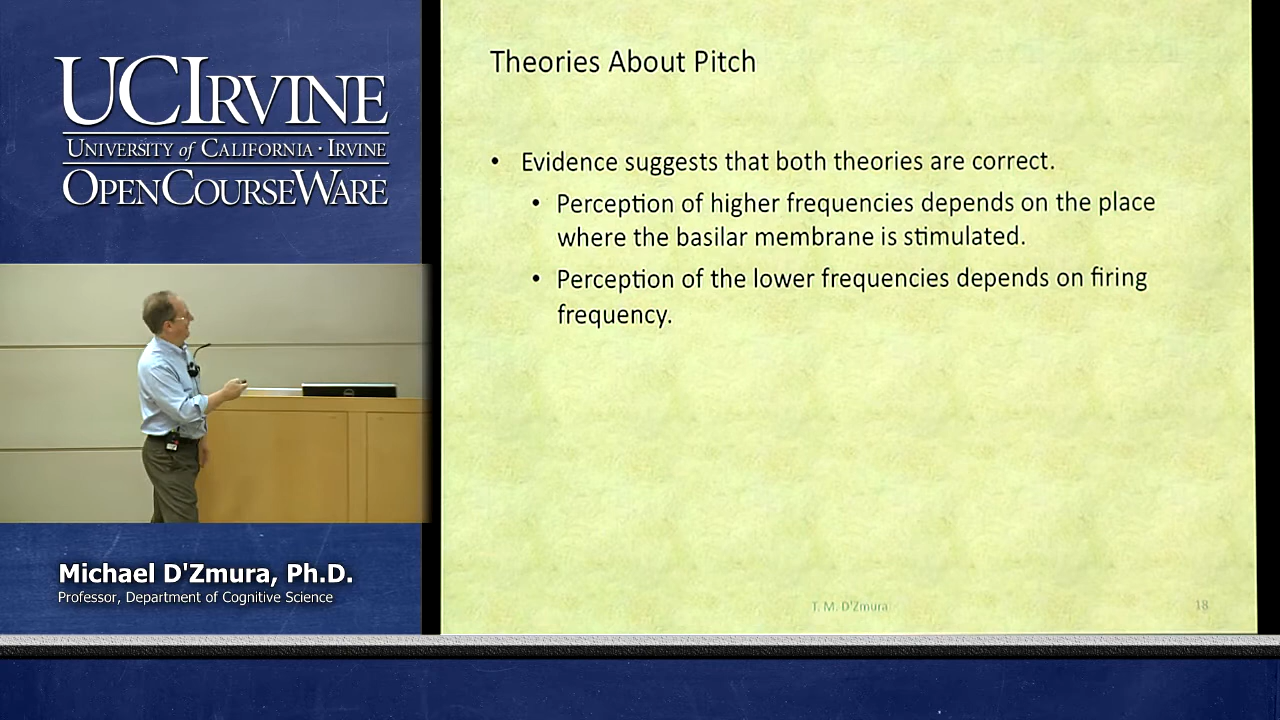 UCIRVINE
UNIVERSITY of CALIFORNIA · IRVINE
OPENCOURSEWARE
Theories About Pitch
• Evidence suggests that both theories are correct.
• Perception of higher frequencies depends on the place
where the basilar membrane is stimulated.
• Perception of the lower frequencies depends on firing
frequency.
T. M. D'Zmura
18
Michael D'Zmura, Ph.D.
Professor, Department of Cognitive Science